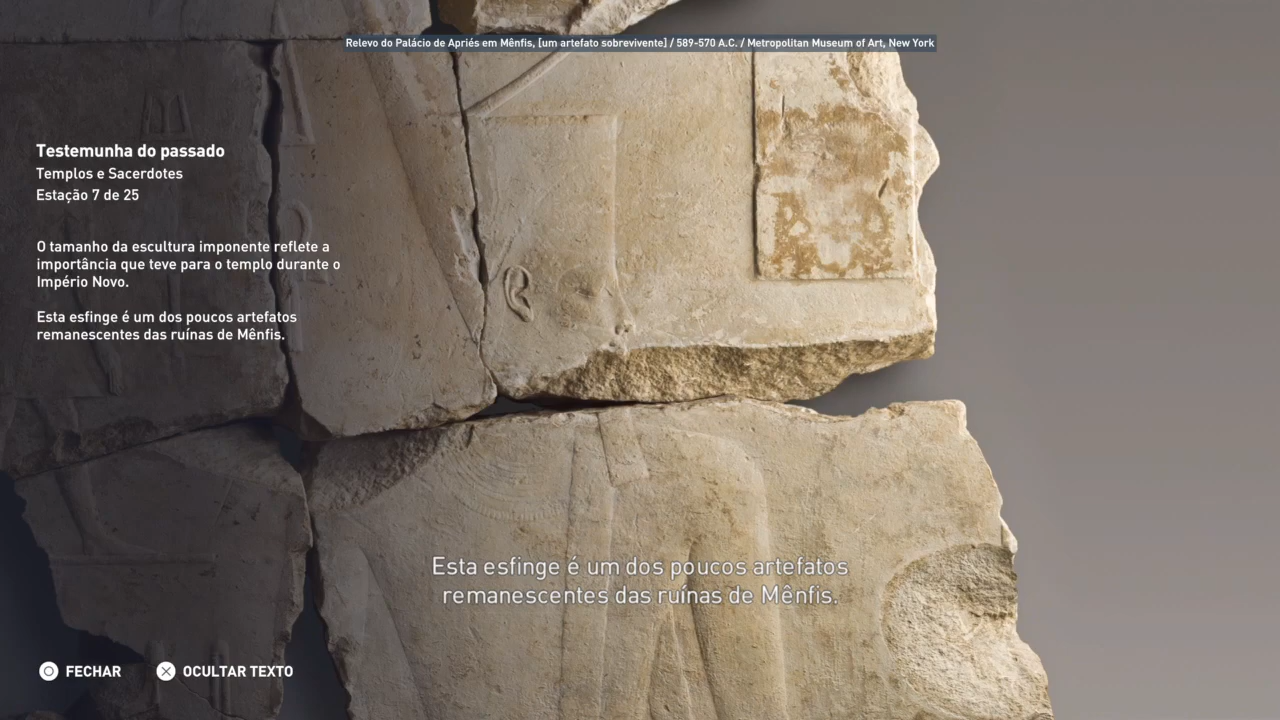 Relevo do Palácio de Apriés em Mênfis, [um artefato sobrevivente] / 589-570 A.C. / Metropolitan Museum of Art, New York
Testemunha do passado
Templos e Sacerdotes
Estação 7 de 25
O tamanho da escultura imponente reflete a
importância que teve para o templo durante o
Império Novo.
Esta esfinge é um dos poucos artefatos
remanescentes das ruínas de Mênfis.
Esta esfinge é um dos poucos artefatos
remanescentes das ruínas de Mênfis.
FECHAR
OCULTAR TEXTO